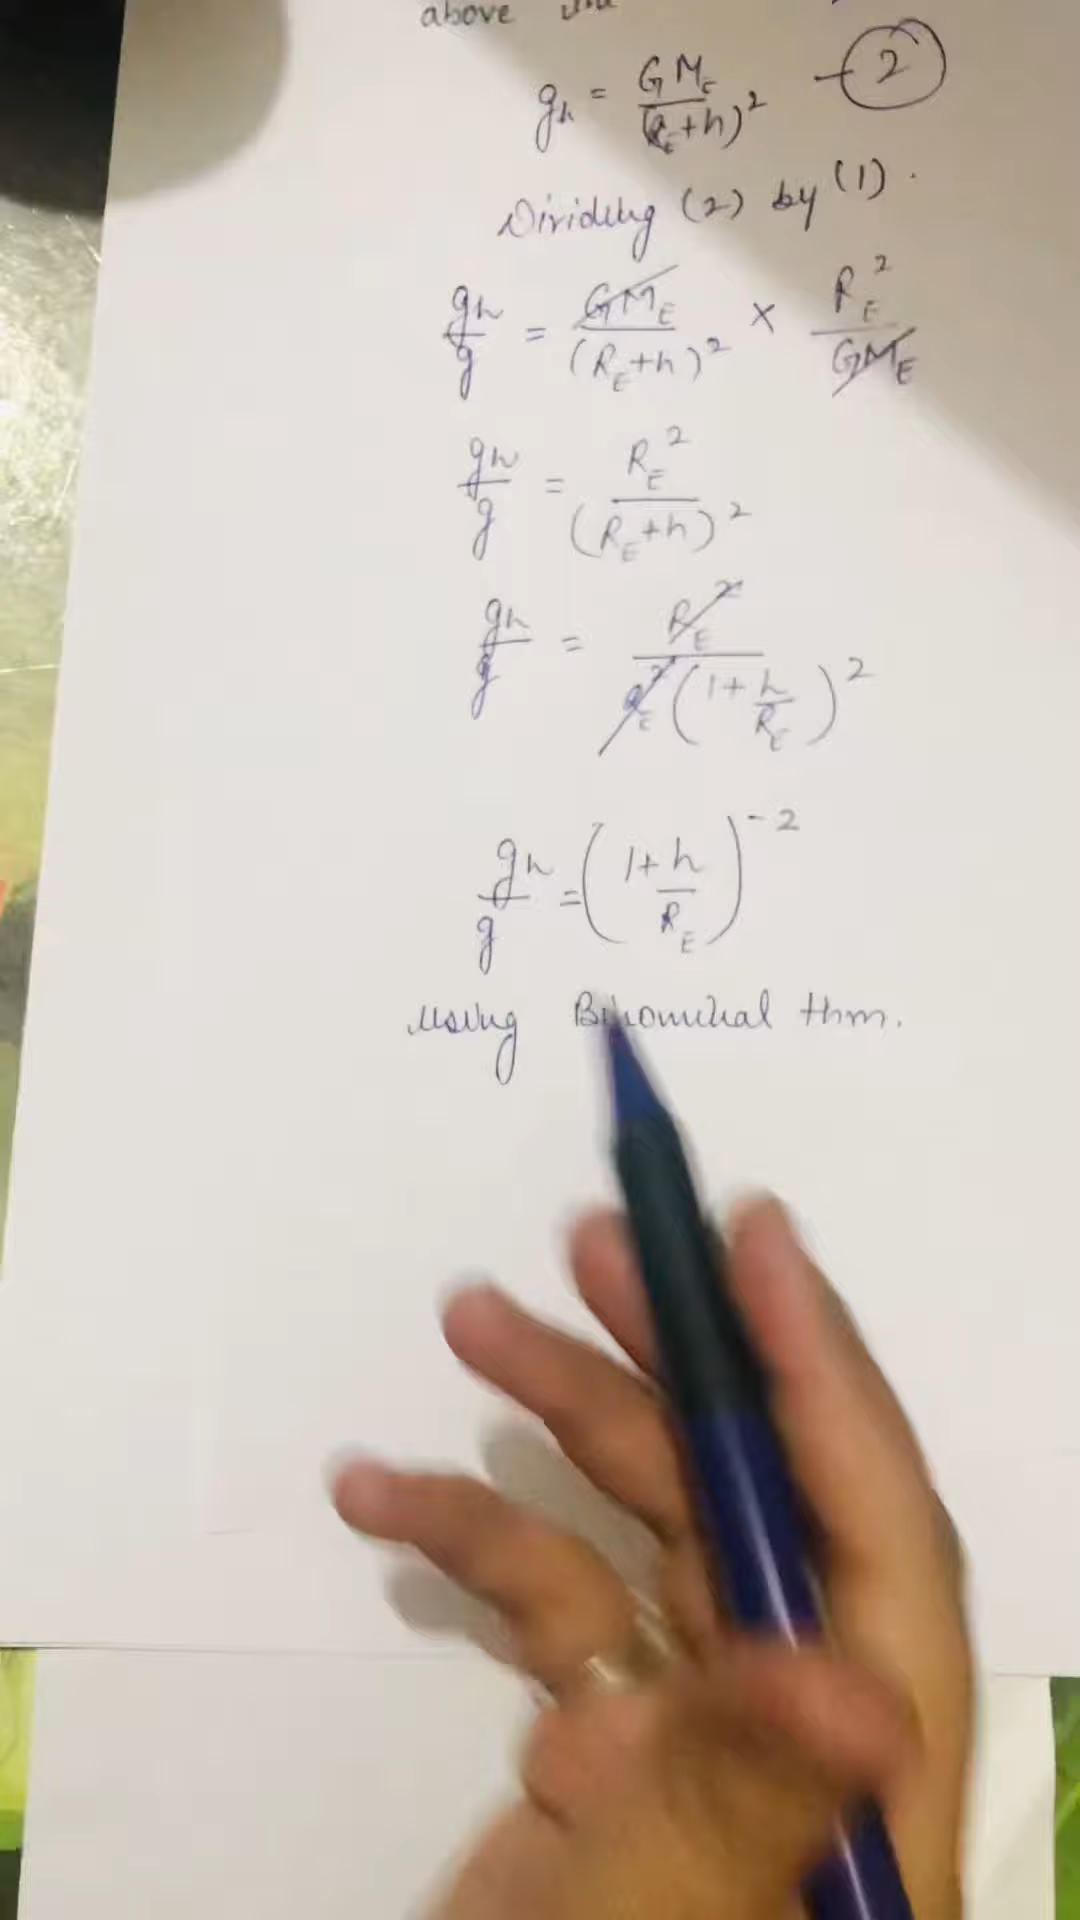 above the
g_h = GM_E / (R_E+h)^2 — 2
Dividing (2) by (1).
g_h / g = GM_E / (R_E+h)^2 × R_E^2 / GM_E
g_h / g = R_E^2 / (R_E+h)^2
g_h / g = R_E^2 / R_E^2 (1 + h/R_E)^2
g_h / g = (1 + h/R_E)^-2
Using Binomial thm.